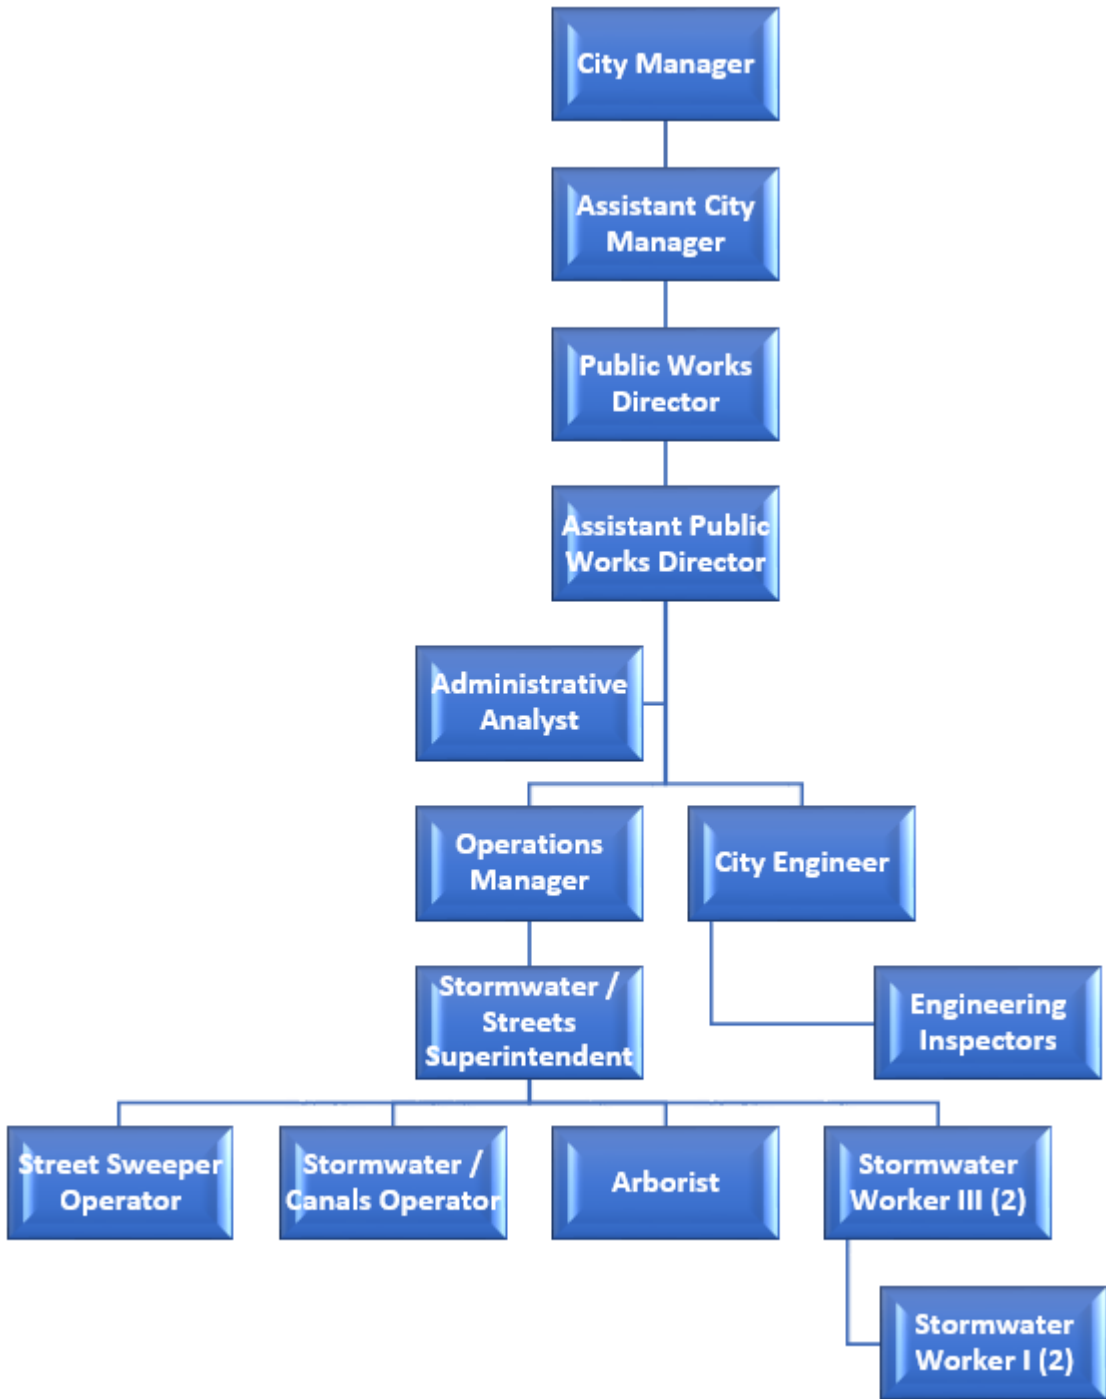 City Manager
Assistant City
Manager
Public Works
Director
Assistant Public
Works Director
Administrative
Analyst
Operations
Manager
City Engineer
Stormwater /
Streets
Superintendent
Engineering
Inspectors
Street Sweeper
Operator
Stormwater /
Canals Operator
Arborist
Stormwater
Worker III (2)
Stormwater
Worker I (2)